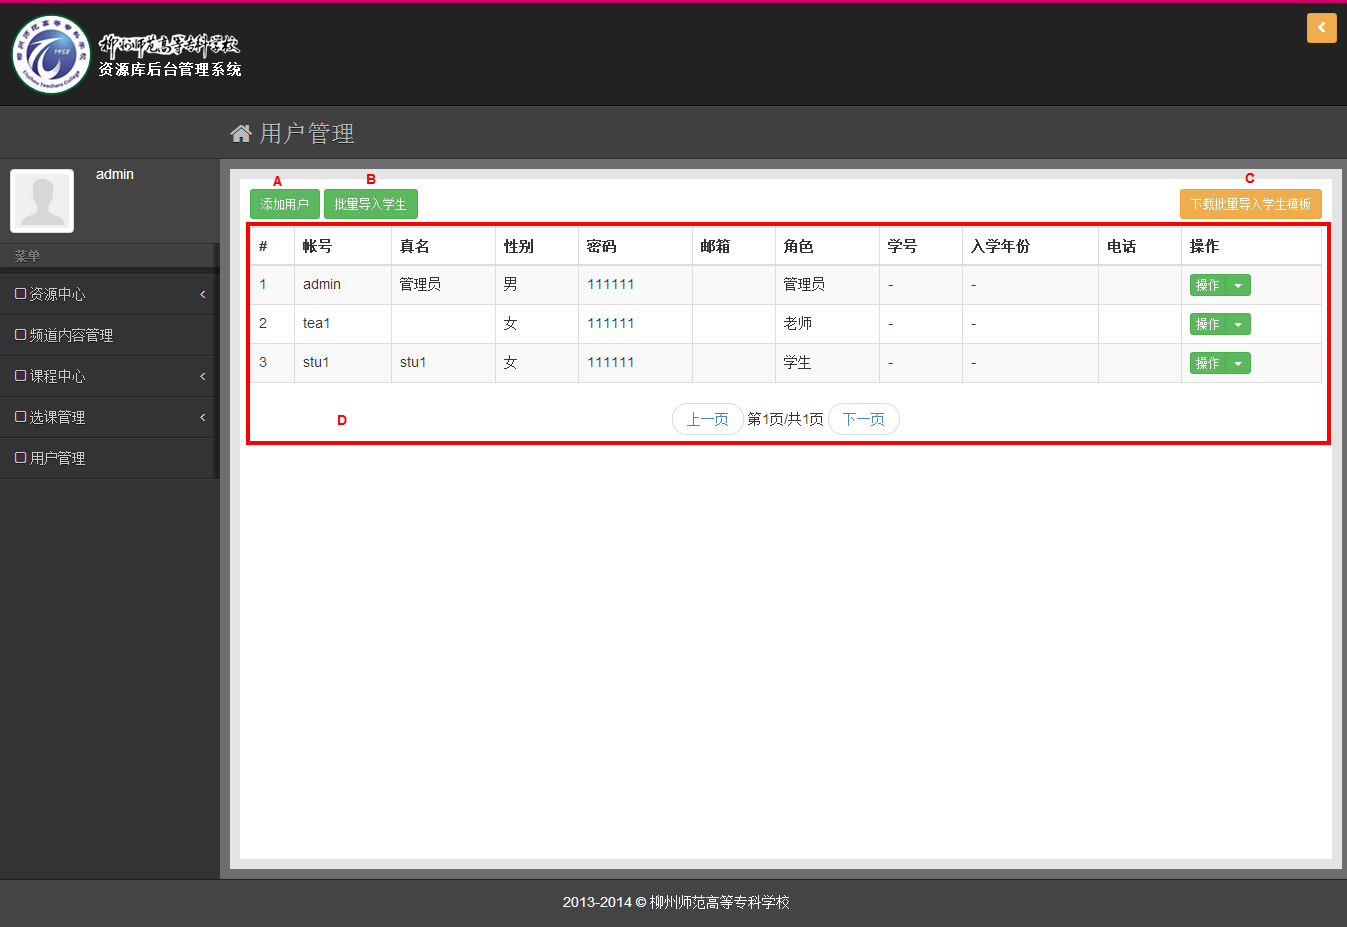 柳州师范高等专科学校
资源库后台管理系统
用户管理
admin
菜单
资源中心
频道内容管理
课程中心
选课管理
用户管理
A
B
C
添加用户
批量导入学生
下载批量导入学生模板
# 帐号 真名 性别 密码 邮箱 角色 学号 入学年份 电话 操作
1 admin 管理员 男 111111 管理员 - - 操作
2 tea1 女 111111 老师 - - 操作
3 stu1 stu1 女 111111 学生 - - 操作
D
上一页 第1页/共1页 下一页
2013-2014 © 柳州师范高等专科学校